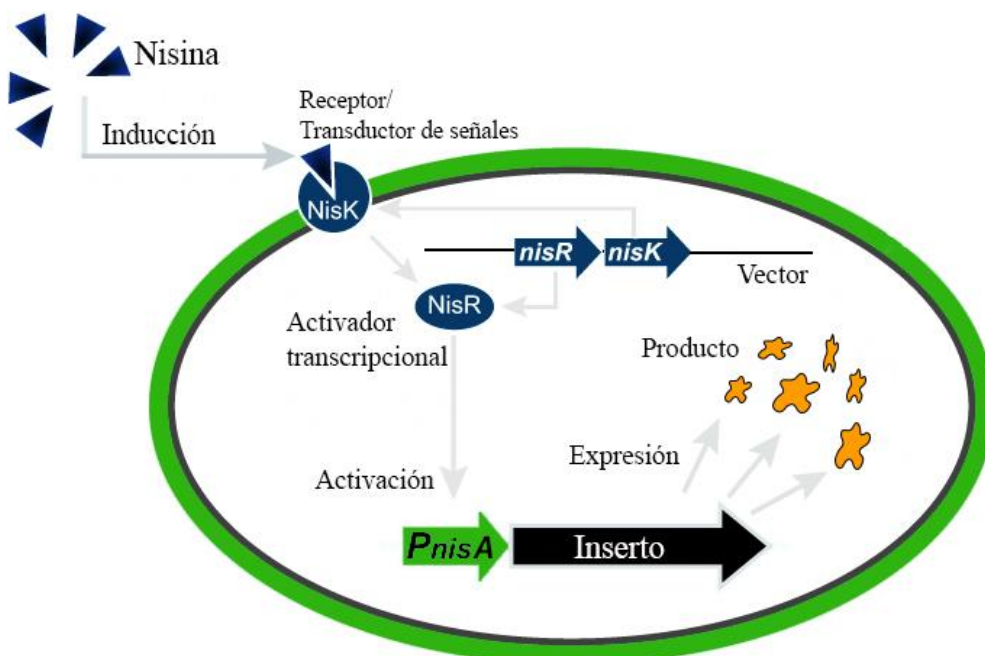 Nisina
Inducción
Receptor/
Transductor de señales
NisK
nisR nisK
Vector
NisR
Activador
transcripcional
Producto
Expresión
Activación
PnisA
Inserto